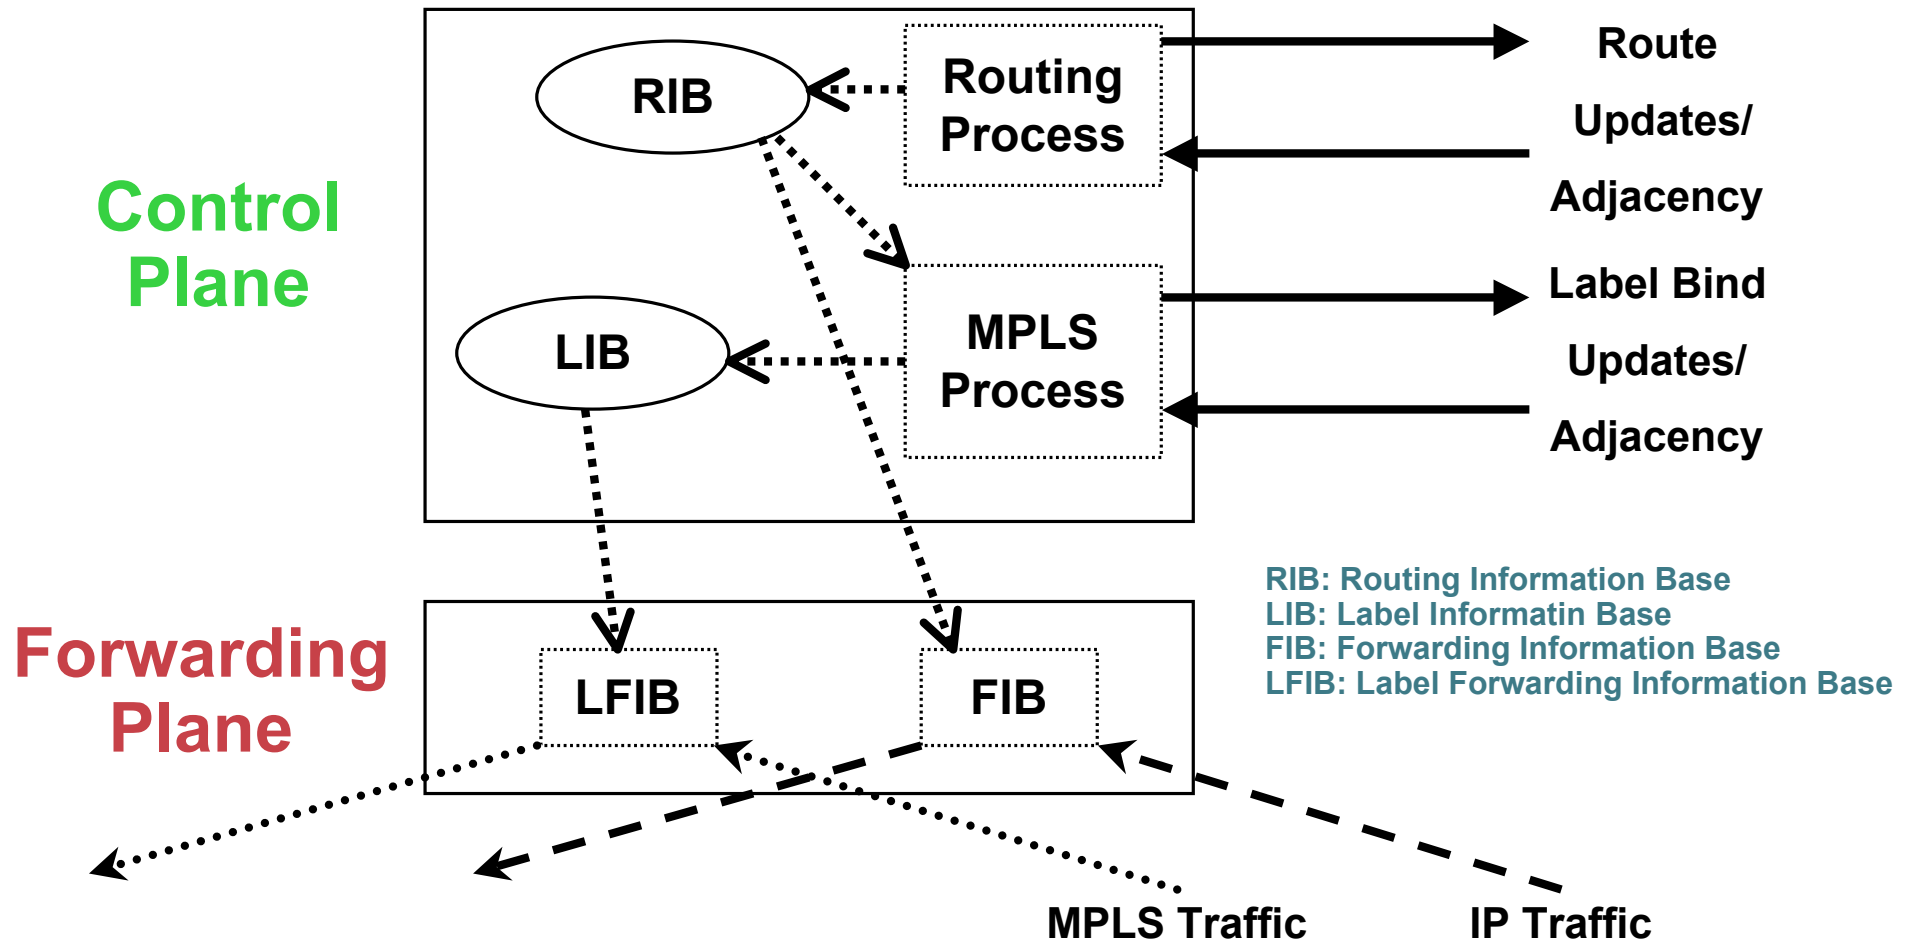 RIB
Routing
Process
Route
Updates/
Adjacency
Control
Plane
LIB
MPLS
Process
Label Bind
Updates/
Adjacency
RIB: Routing Information Base
LIB: Label Informatin Base
FIB: Forwarding Information Base
LFIB: Label Forwarding Information Base
Forwarding
Plane
LFIB
FIB
MPLS Traffic
IP Traffic